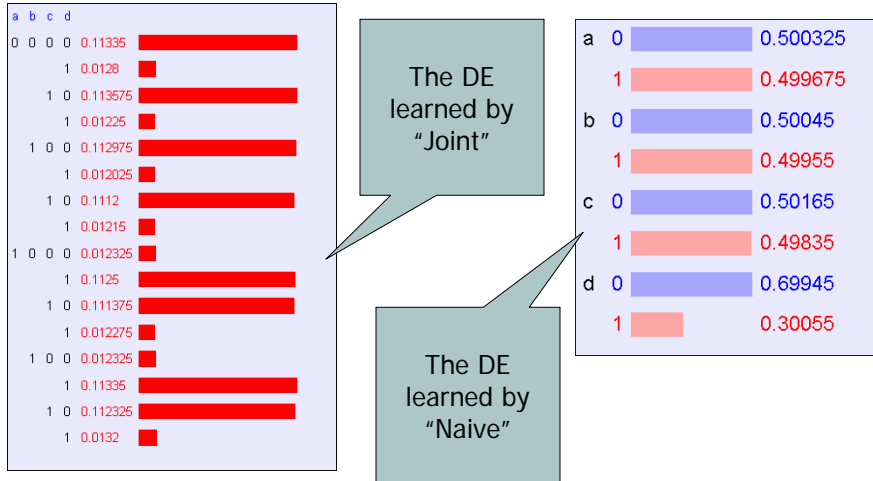 a b c d
0 0 0 0 0.11335
1 0.0128
1 0 0.113575
1 0.01225
1 0 0 0.112975
1 0.012025
1 0 0.1112
1 0.01215
1 0 0 0 0.012325
1 0.1125
1 0 0.111375
1 0.012275
1 0 0 0.012325
1 0.11335
1 0 0.112325
1 0.0132
The DE
learned by
“Joint”
The DE
learned by
“Naive”
a 0 0.500325
1 0.499675
b 0 0.50045
1 0.49955
c 0 0.50165
1 0.49835
d 0 0.69945
1 0.30055